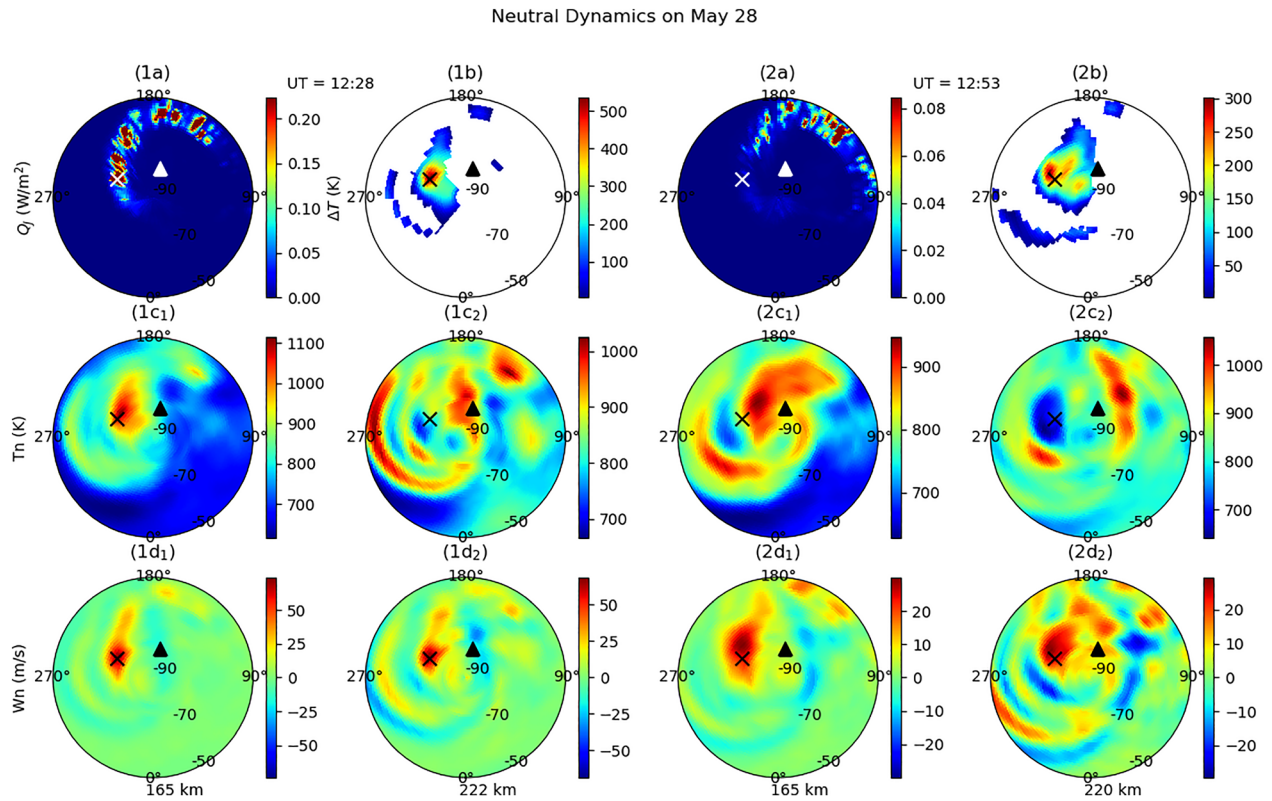 Neutral Dynamics on May 28
(1a) UT = 12:28 (1b) (2a) UT = 12:53 (2b)
180° 180° 180° 180°
Q_J (W/m²) 270° -90 -70 -50 0° 0.20 0.15 0.10 0.05 0.00
ΔT (K) -90 -70 -50 0° 500 400 300 200 100
270° -90 -70 -50 0° 0.08 0.06 0.04 0.02 0.00
270° 90° -90 -70 -50 0° 300 250 200 150 100 50
(1c₁) (1c₂) (2c₁) (2c₂)
180° 180° 180° 180°
Tn (K) 270° -90 -70 -50 0° 1100 1000 900 800 700
270° 90° -90 -70 -50 0° 1000 900 800 700
270° -90 -70 -50 0° 900 800 700
270° 90° -90 -70 -50 0° 1000 900 800 700
(1d₁) (1d₂) (2d₁) (2d₂)
180° 180° 180° 180°
Wn (m/s) 270° 90° -90 -70 -50 0° 50 25 0 −25 −50
270° 90° -90 -70 -50 0° 50 25 0 −25 −50
270° 90° -90 -70 -50 0° 20 10 0 −10 −20
270° 90° -90 -70 -50 0° 20 10 0 −10 −20
165 km 222 km 165 km 220 km